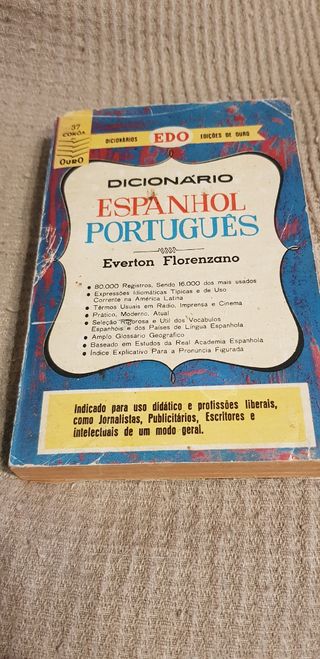 37
COROA
OURO
DICIONÁRIOS EDO EDIÇÕES DE OURO
DICIONÁRIO
ESPANHOL
PORTUGUÊS
Everton Florenzano
• 80.000 Registros, Sendo 16.000 dos mais usados
• Expressões Idiomáticas Típicas e de Uso
Corrente na América Latina
• Têrmos Usuais em Rádio, Imprensa e Cinema
• Prático, Moderno, Atual
• Seleção Rigorosa e Útil dos Vocábulos
Espanhóis e dos Países de Língua Espanhola
• Amplo Glossário Geográfico
• Baseado em Estudos da Real Academia Espanhola
• Índice Explicativo Para a Pronúncia Figurada
Indicado para uso didático e profissões liberais,
como Jornalistas, Publicitários, Escritores e
intelectuais de um modo geral.